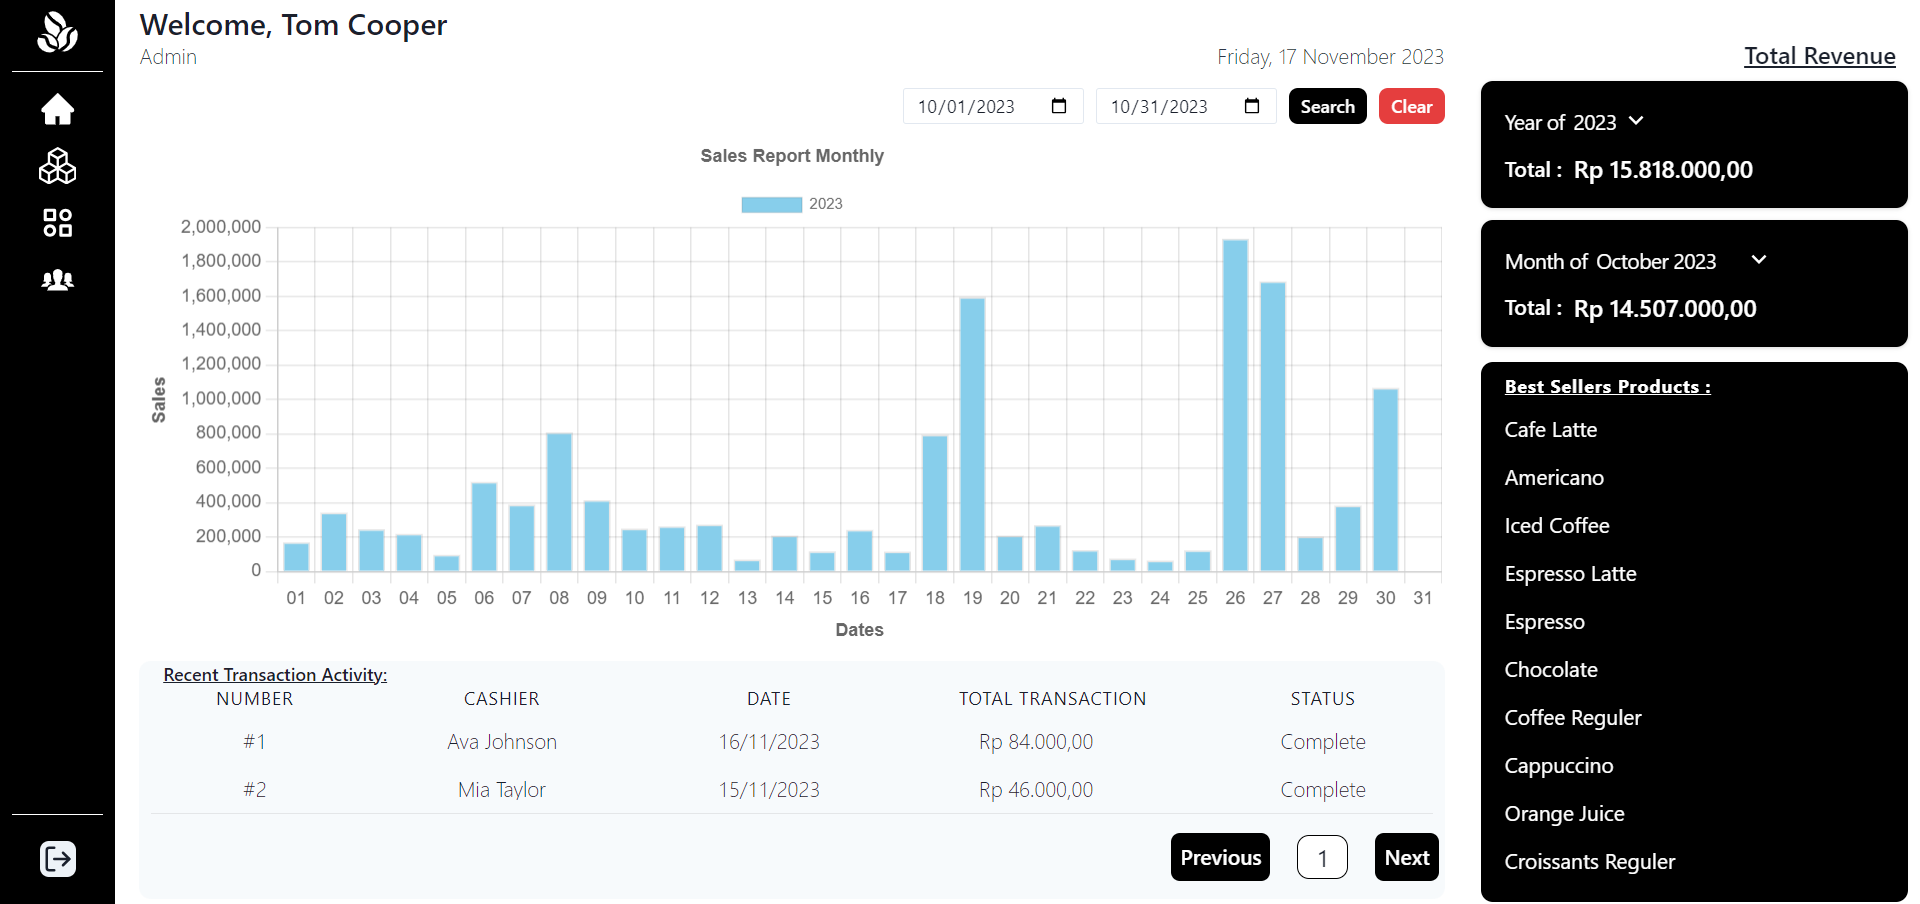 Welcome, Tom Cooper
Admin
Friday, 17 November 2023
10/01/2023 10/31/2023 Search Clear
Sales Report Monthly
2023
2,000,000
1,800,000
1,600,000
1,400,000
1,200,000
1,000,000
800,000
600,000
400,000
200,000
0
Sales
01 02 03 04 05 06 07 08 09 10 11 12 13 14 15 16 17 18 19 20 21 22 23 24 25 26 27 28 29 30 31
Dates
Recent Transaction Activity:
NUMBER CASHIER DATE TOTAL TRANSACTION STATUS
#1 Ava Johnson 16/11/2023 Rp 84.000,00 Complete
#2 Mia Taylor 15/11/2023 Rp 46.000,00 Complete
Previous 1 Next
Total Revenue
Year of 2023
Total : Rp 15.818.000,00
Month of October 2023
Total : Rp 14.507.000,00
Best Sellers Products :
Cafe Latte
Americano
Iced Coffee
Espresso Latte
Espresso
Chocolate
Coffee Reguler
Cappuccino
Orange Juice
Croissants Reguler